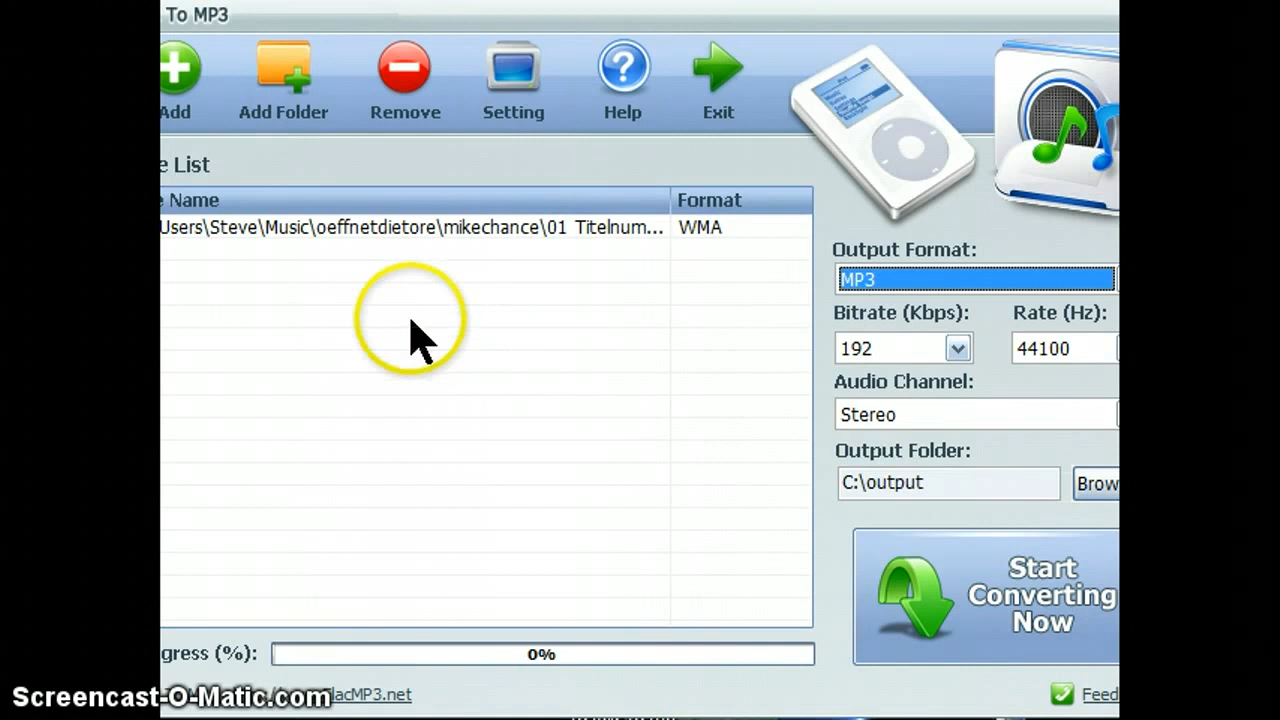 To MP3
Add
Add Folder
Remove
Setting
Help
Exit
e List
e Name
Format
Users\Steve\Music\oeffnetdietore\mikechance\01 Titelnum...
WMA
Output Format:
MP3
Bitrate (Kbps):
Rate (Hz):
192
44100
Audio Channel:
Stereo
Output Folder:
C:\output
Brow
Start
Converting
Now
gress (%):
0%
Screencast-O-Matic.com
lacMP3.net
Feed